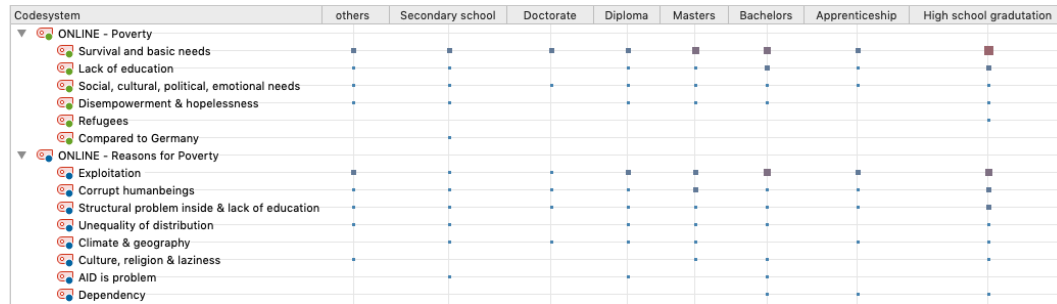 Codesystem others Secondary school Doctorate Diploma Masters Bachelors Apprenticeship High school gradutation
ONLINE - Poverty
Survival and basic needs
Lack of education
Social, cultural, political, emotional needs
Disempowerment & hopelessness
Refugees
Compared to Germany
ONLINE - Reasons for Poverty
Exploitation
Corrupt humanbeings
Structural problem inside & lack of education
Unequality of distribution
Climate & geography
Culture, religion & laziness
AID is problem
Dependency